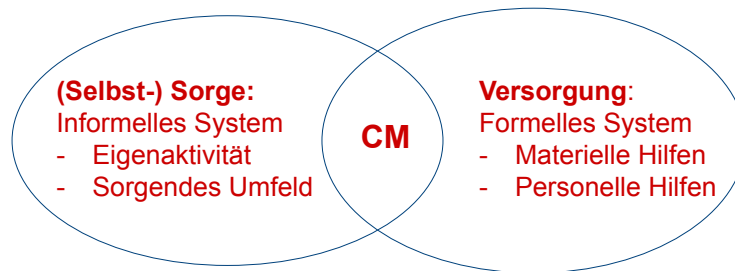 (Selbst-) Sorge:
Informelles System
- Eigenaktivität
- Sorgendes Umfeld
CM
Versorgung:
Formelles System
- Materielle Hilfen
- Personelle Hilfen